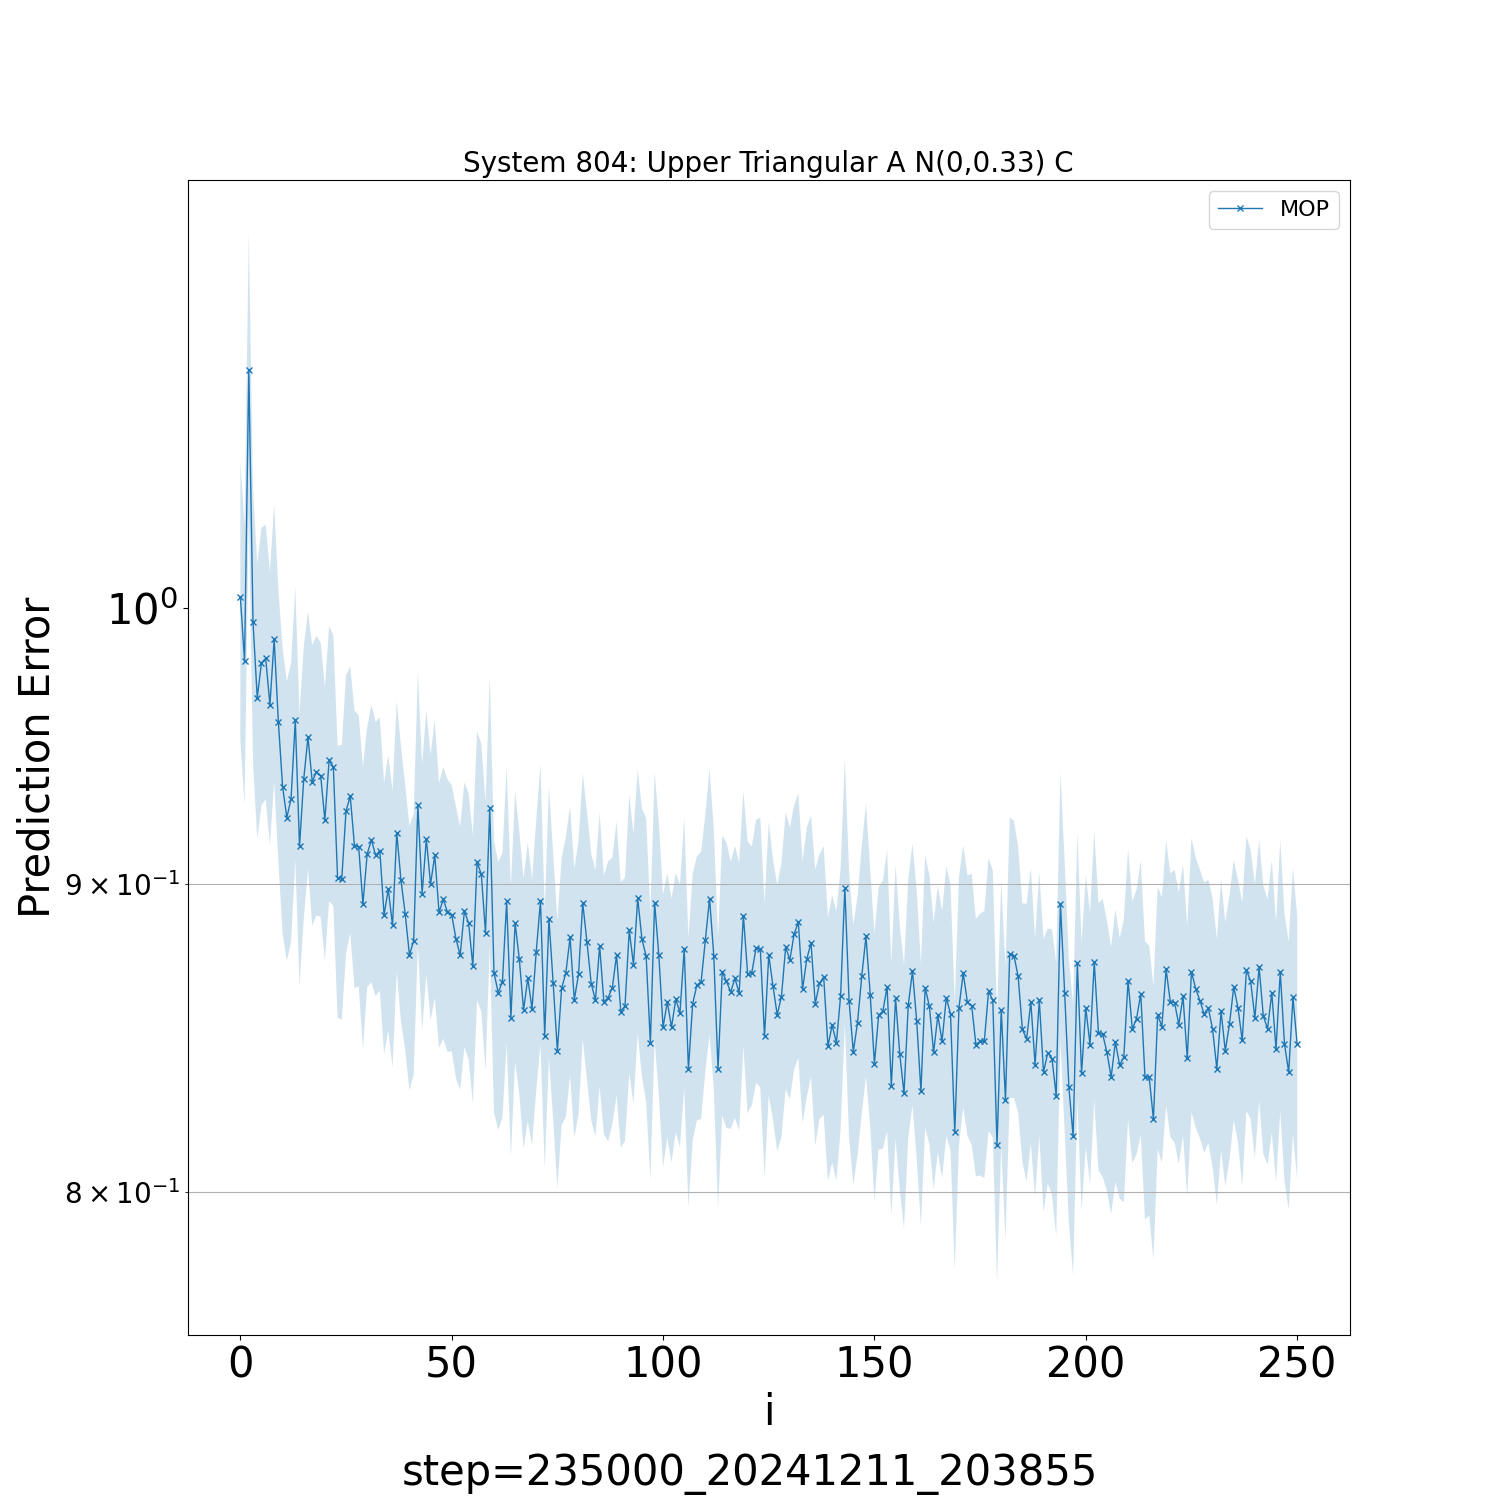 System 804: Upper Triangular A N(0,0.33) C
MOP
Prediction Error
10⁰
9 × 10⁻¹
8 × 10⁻¹
0 50 100 150 200 250
i
step=235000_20241211_203855